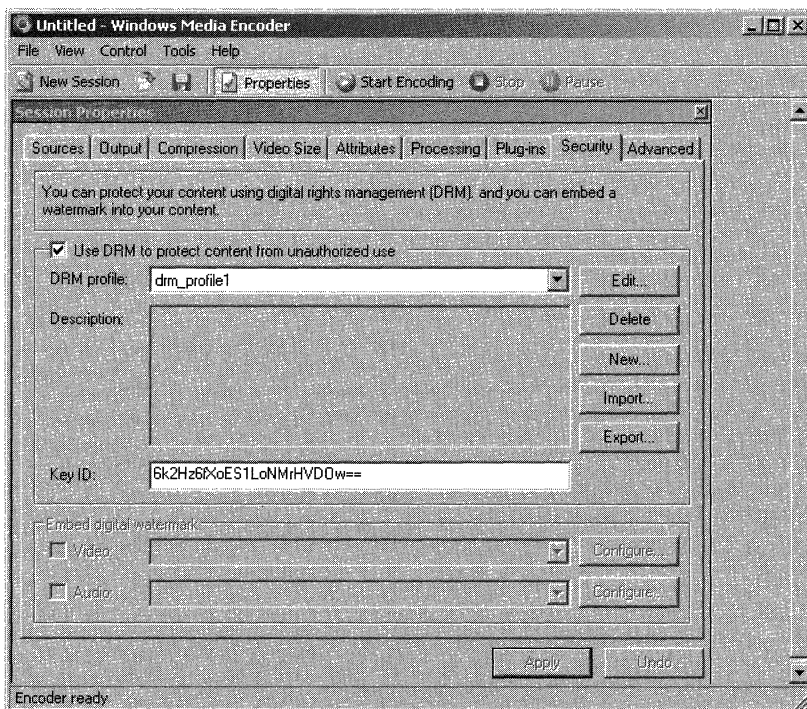 Untitled - Windows Media Encoder
File View Control Tools Help
New Session Properties Start Encoding Stop Pause
Session Properties
Sources Output Compression Video Size Attributes Processing Plug-ins Security Advanced
You can protect your content using digital rights management (DRM), and you can embed a
watermark into your content.
Use DRM to protect content from unauthorized use
DRM profile: drm_profile1 Edit...
Description: Delete
New...
Import...
Export...
Key ID:
Embed digital watermark
Video: Configure...
Audio: Configure...
Apply Undo
Encoder ready